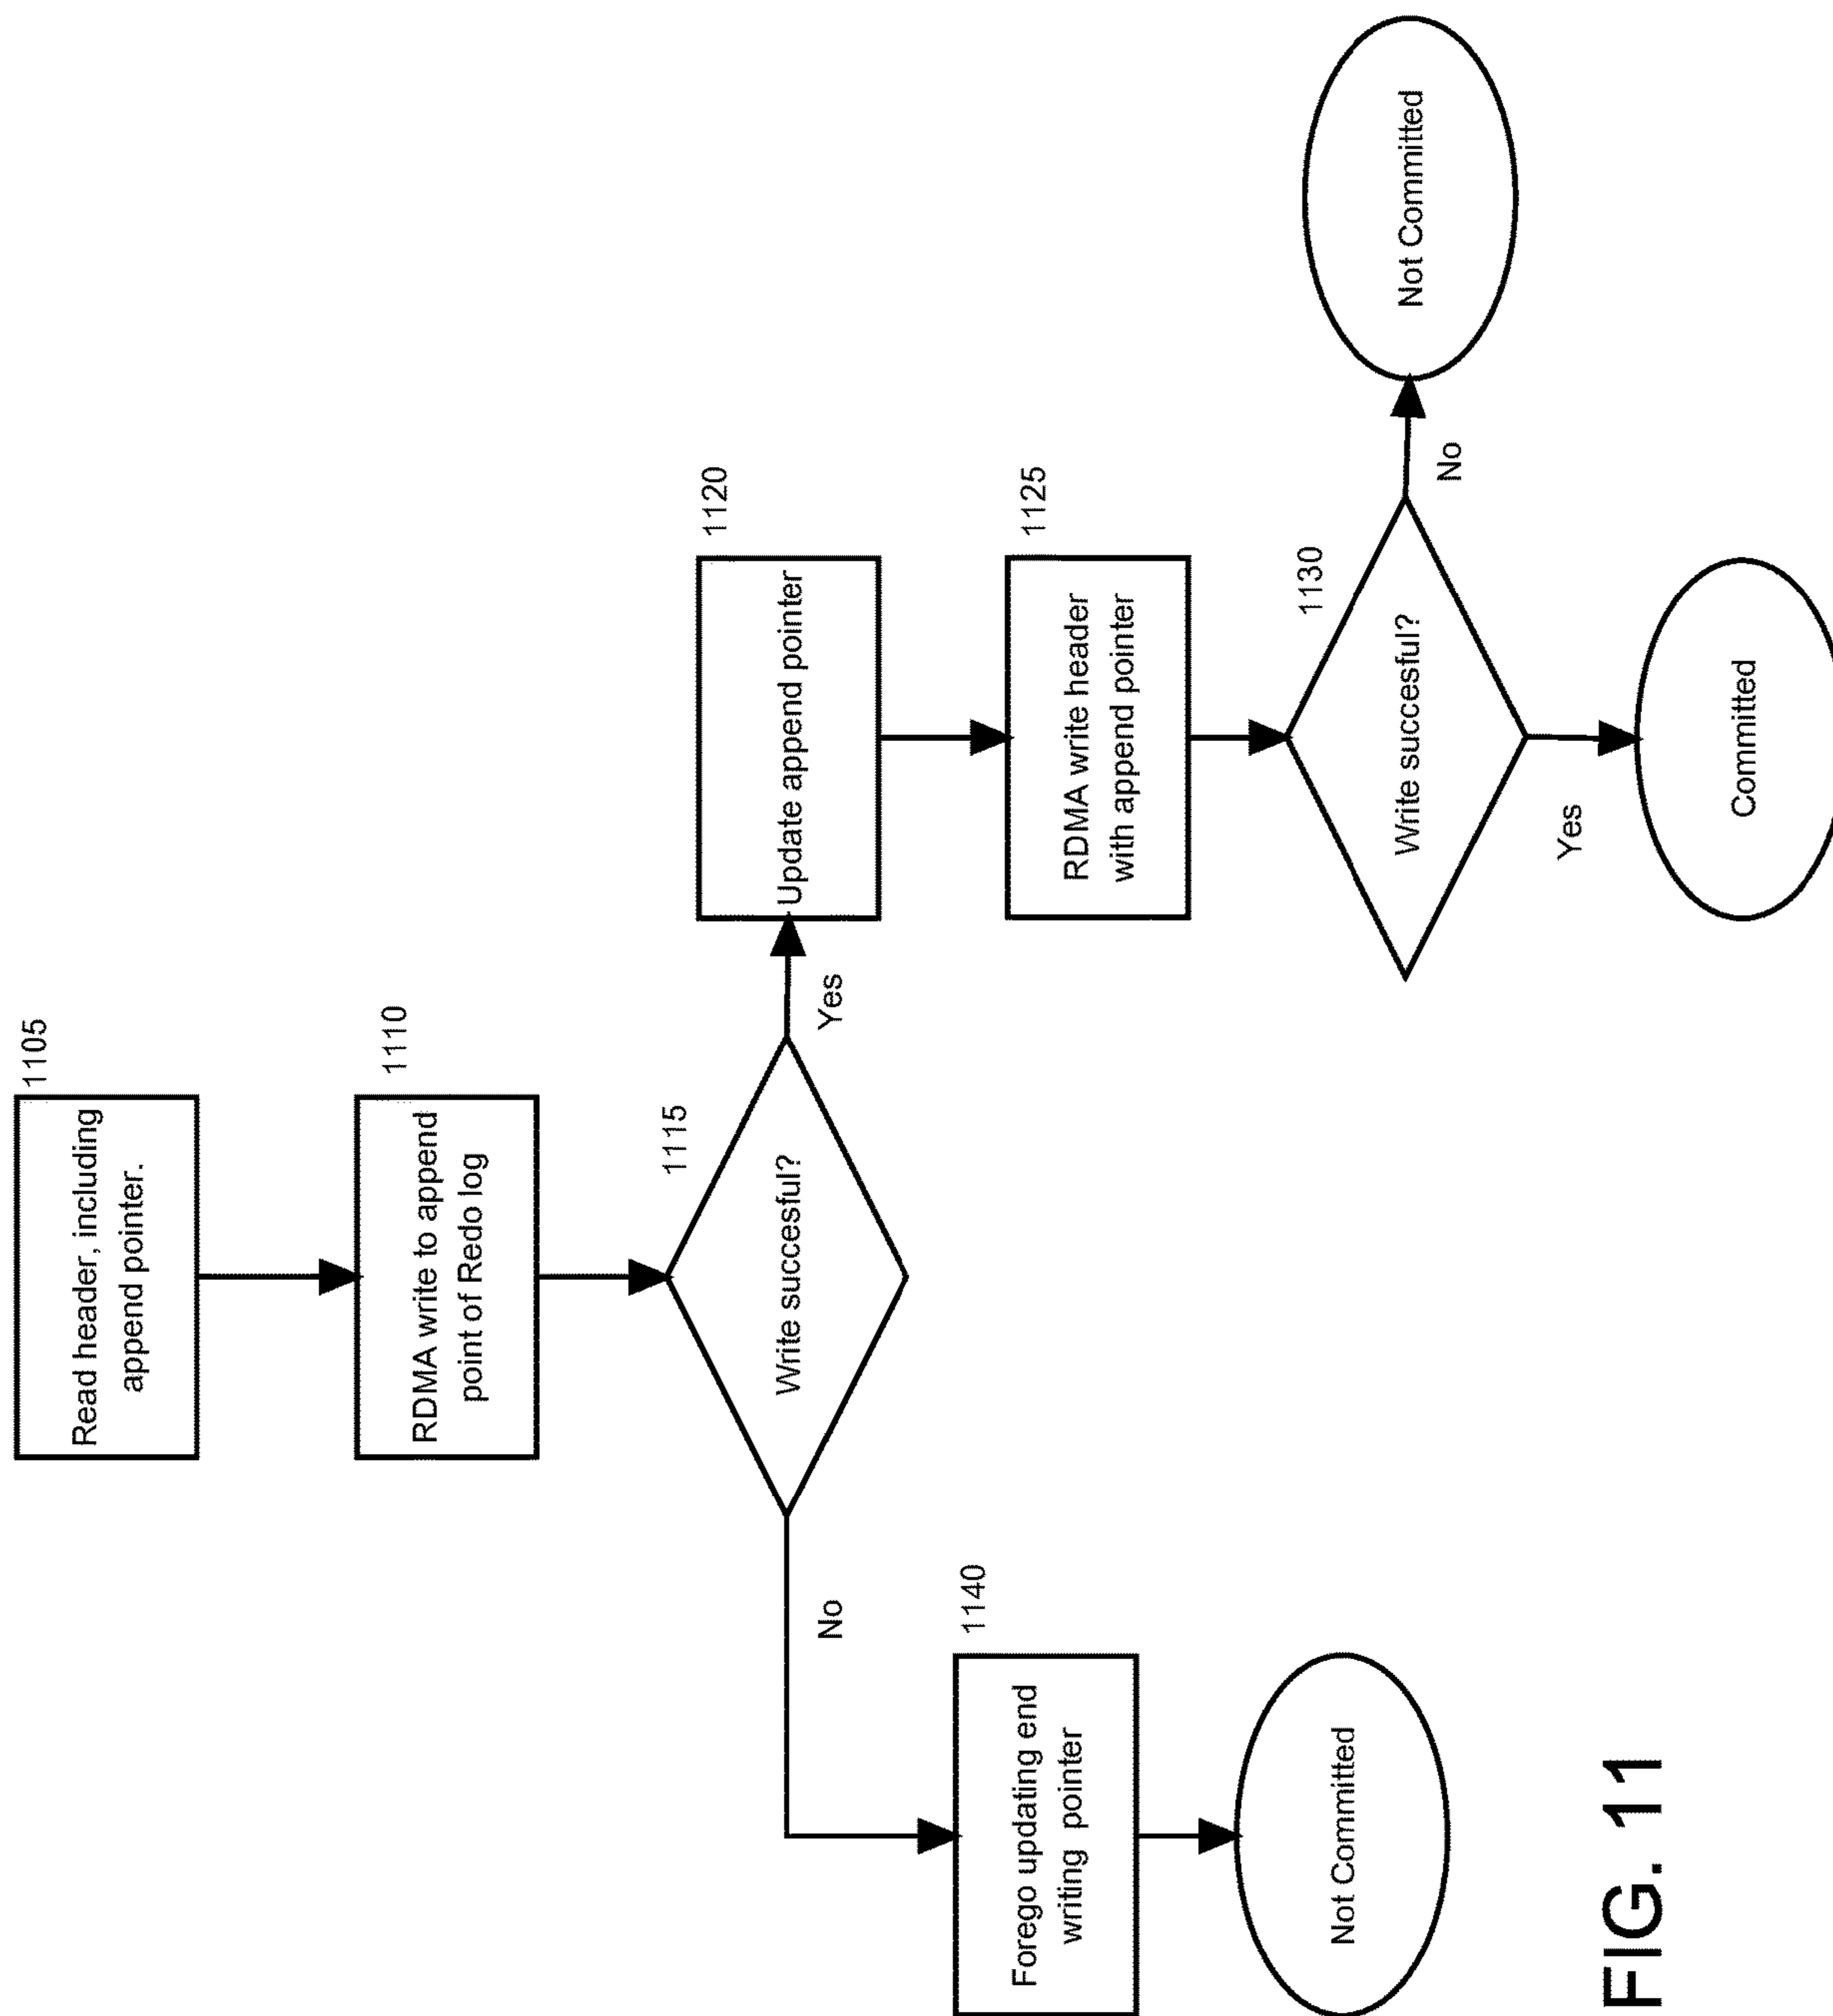 1105
Read header, including
append pointer.
1110
RDMA write to append
point of Redo log
1115
Write succesful?
No
Yes
1120
Update append pointer
1125
RDMA write header
with append pointer
1130
Write succesful?
No
Not Committed
Yes
Committed
1140
Forego updating end
writing pointer
Not Committed
FIG. 11